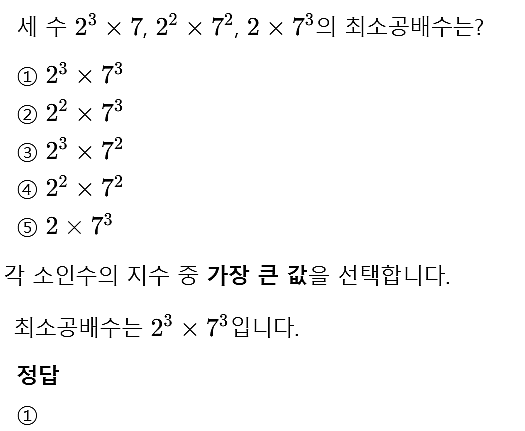 세 수 2³ × 7, 2² × 7², 2 × 7³의 최소공배수는?
① 2³ × 7³
② 2² × 7³
③ 2³ × 7²
④ 2² × 7²
⑤ 2 × 7³
각 소인수의 지수 중 가장 큰 값을 선택합니다.
최소공배수는 2³ × 7³입니다.
정답
①